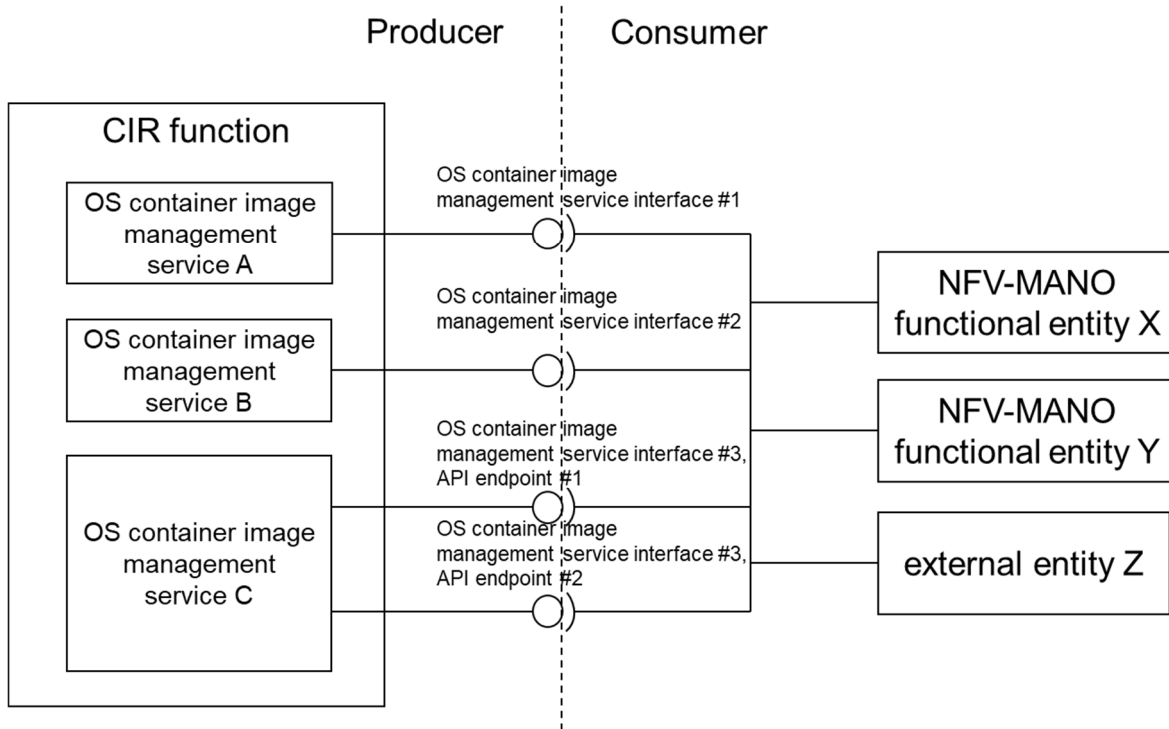 Producer
Consumer
CIR function
OS container image
management
service A
OS container image
management service interface #1
OS container image
management
service B
OS container image
management service interface #2
OS container image
management
service C
OS container image
management service interface #3,
API endpoint #1
OS container image
management service interface #3,
API endpoint #2
NFV-MANO
functional entity X
NFV-MANO
functional entity Y
external entity Z